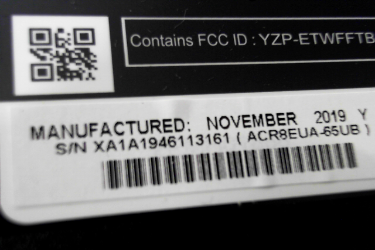 Contains FCC ID : YZP-ETWFFTB
MANUFACTURED: NOVEMBER 2019 Y
S/N XA1A1946113161 ( ACR8EUA-65UB )